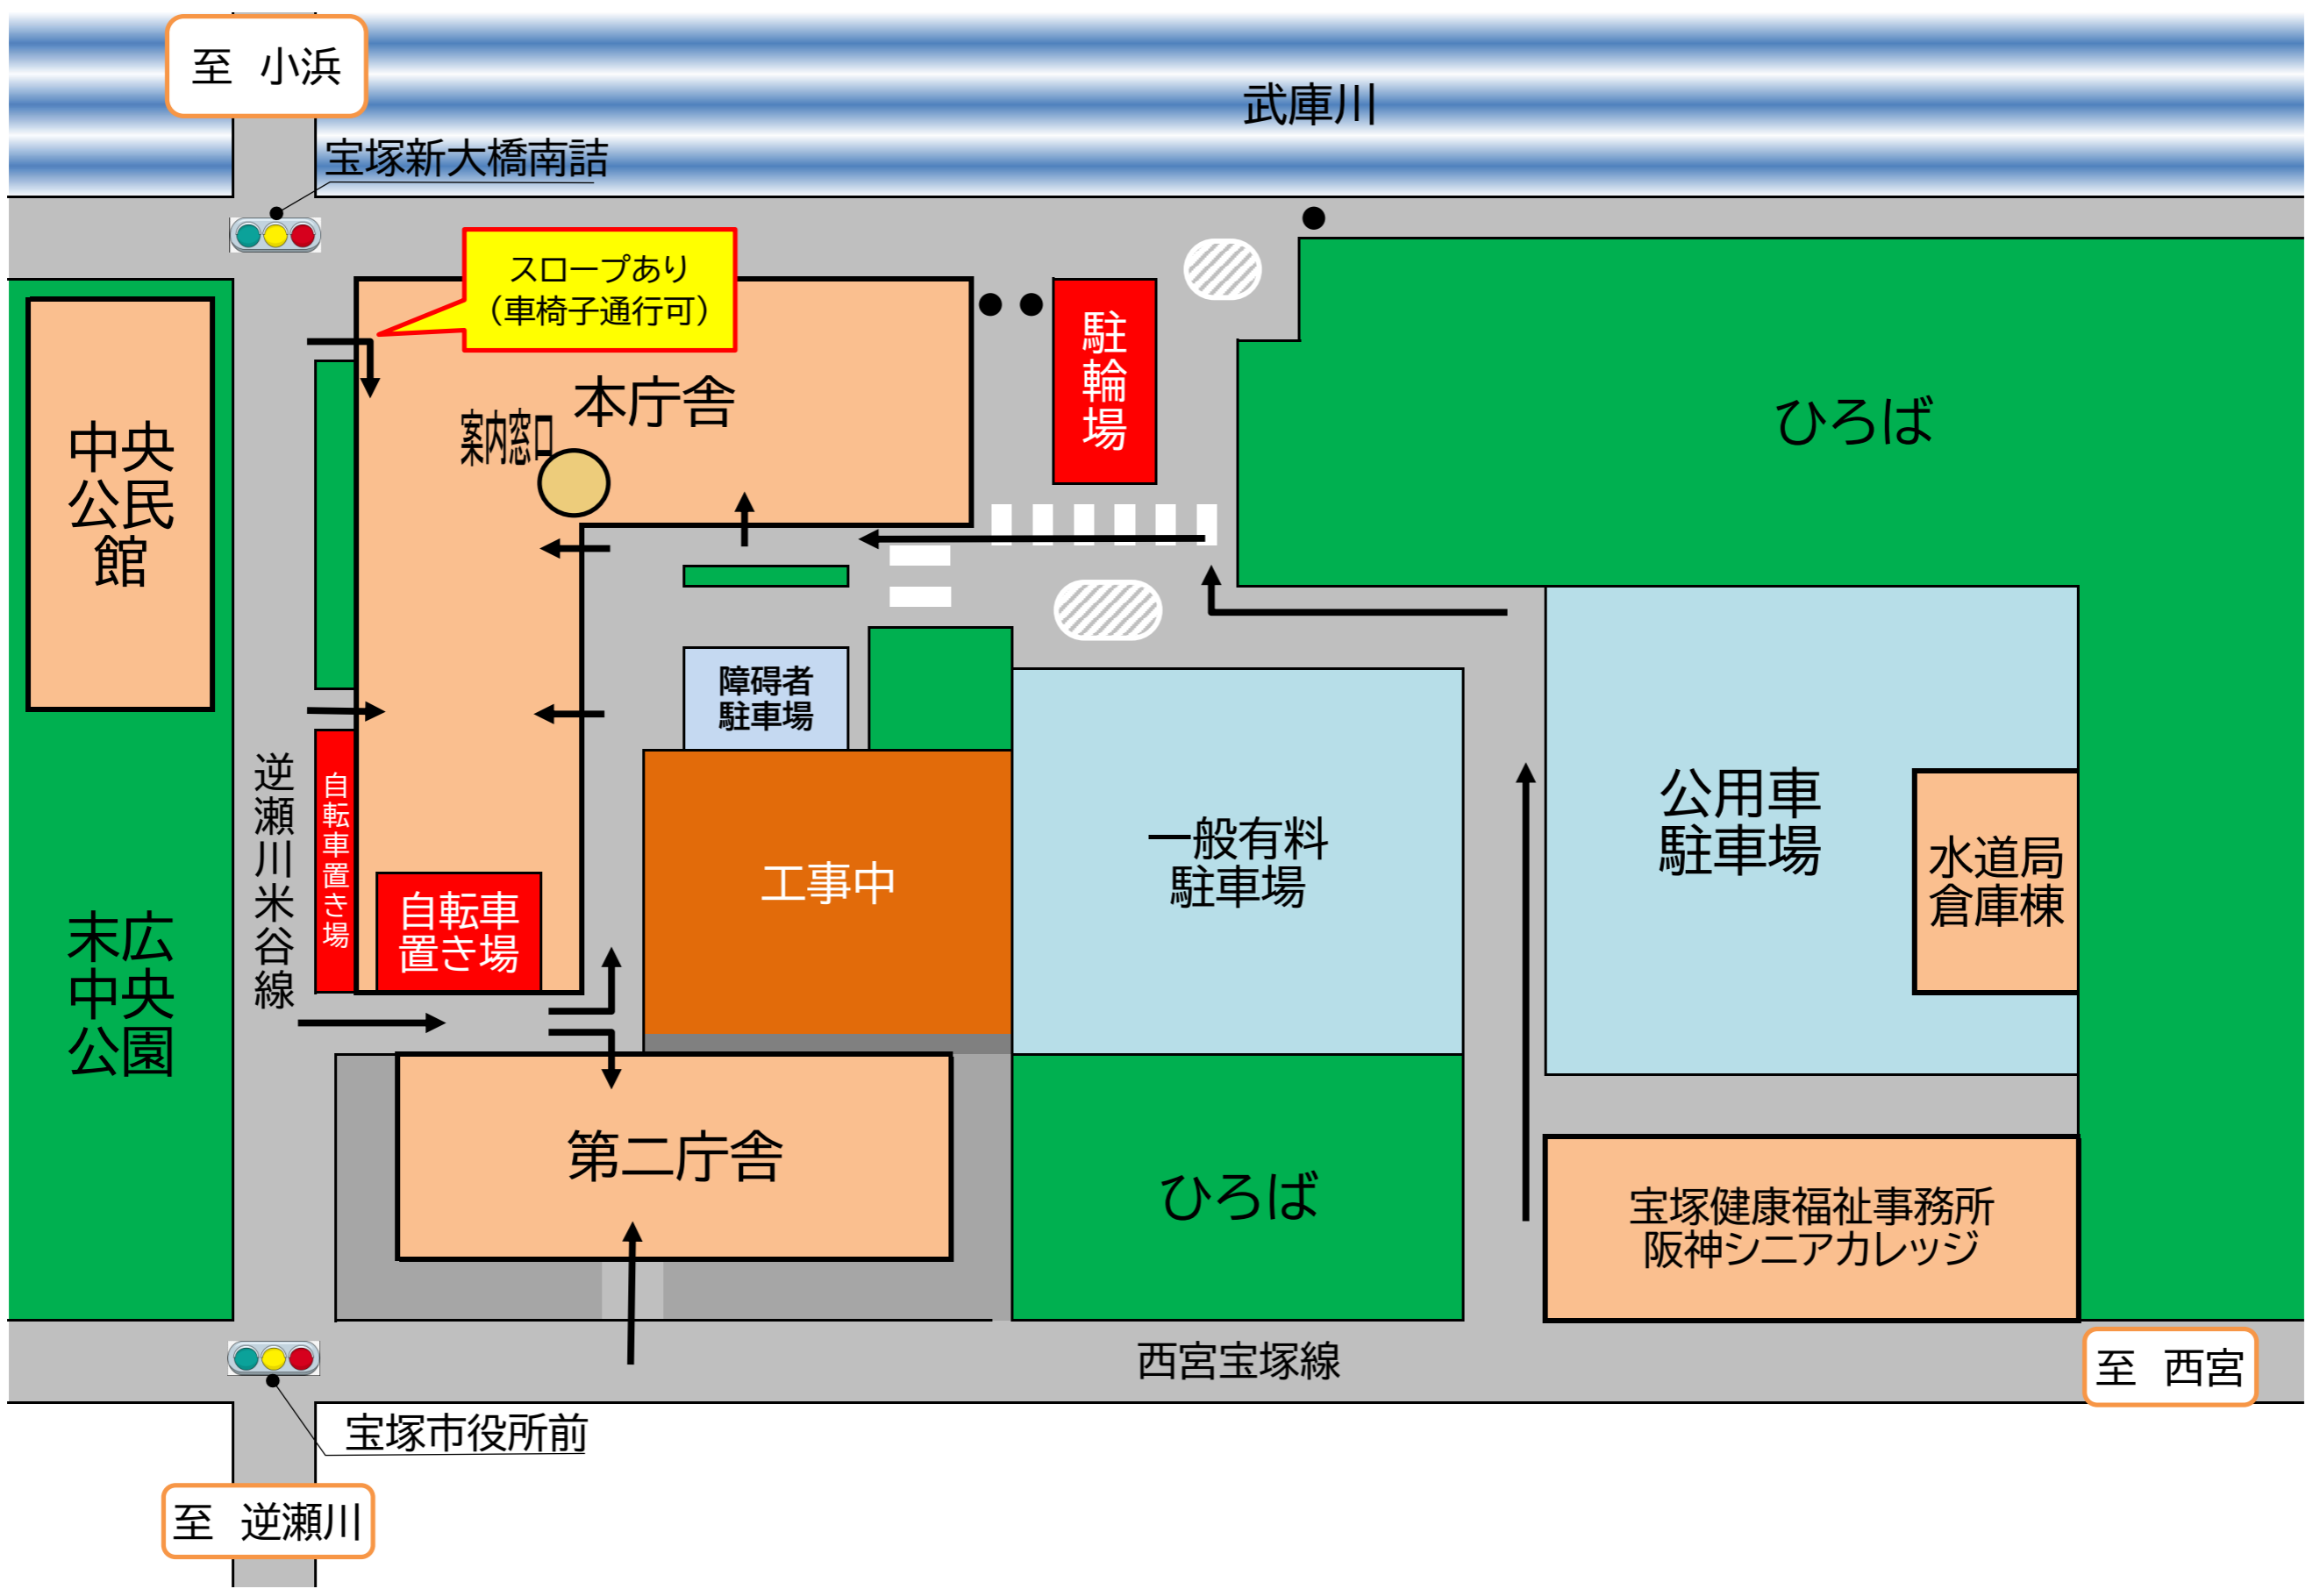 至　小浜
武庫川
宝塚新大橋南詰
スロープあり
（車椅子通行可）
本庁舎
案内窓口
駐輪場
ひろば
中央
公民
館
障碍者
駐車場
逆瀬川米谷線
自転車置き場
自転車
置き場
工事中
一般有料
駐車場
公用車
駐車場
水道局
倉庫棟
末広
中央
公園
第二庁舎
ひろば
宝塚健康福祉事務所
阪神シニアカレッジ
西宮宝塚線
至　西宮
宝塚市役所前
至　逆瀬川